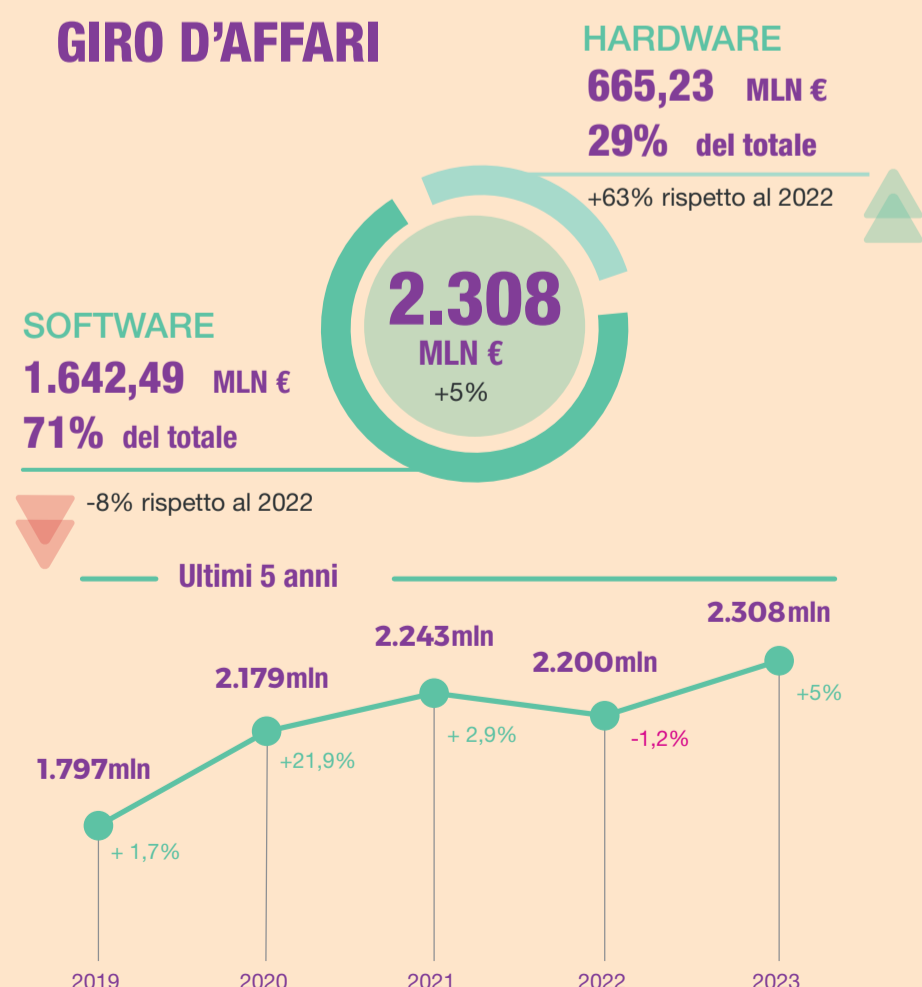 GIRO D'AFFARI
HARDWARE
665,23 MLN €
29% del totale
+63% rispetto al 2022
2.308
MLN €
+5%
SOFTWARE
1.642,49 MLN €
71% del totale
-8% rispetto al 2022
Ultimi 5 anni
1.797mln
+ 1,7%
2.179mln
+21,9%
2.243mln
+ 2,9%
2.200mln
-1,2%
2.308mln
+5%
2019 2020 2021 2022 2023